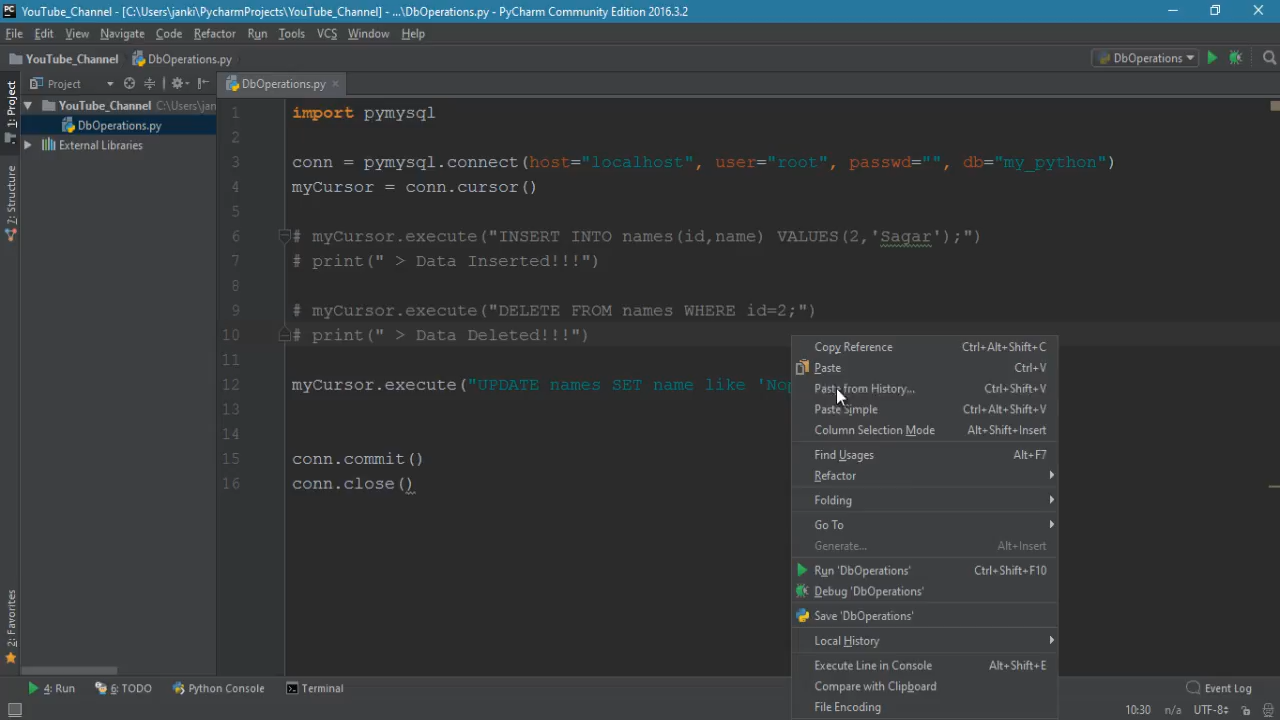 YouTube_Channel - [C:\Users\janki\PycharmProjects\YouTube_Channel] - ...\DbOperations.py - PyCharm Community Edition 2016.3.2
File Edit View Navigate Code Refactor Run Tools VCS Window Help
YouTube_Channel DbOperations.py DbOperations
Project DbOperations.py
1: Project
7: Structure
2: Favorites
YouTube_Channel C:\Users\jan
DbOperations.py
External Libraries
1 import pymysql
2
3 conn = pymysql.connect(host="localhost", user="root", passwd="", db="my_python")
4 myCursor = conn.cursor()
5
6 # myCursor.execute("INSERT INTO names(id,name) VALUES(2,'Sagar');")
7 # print(" > Data Inserted!!!")
8
9 # myCursor.execute("DELETE FROM names WHERE id=2;")
10 # print(" > Data Deleted!!!")
11
12 myCursor.execute("UPDATE names SET name like 'Nop
13
14
15 conn.commit()
16 conn.close()
Copy Reference Ctrl+Alt+Shift+C
Paste Ctrl+V
Paste from History... Ctrl+Shift+V
Paste Simple Ctrl+Alt+Shift+V
Column Selection Mode Alt+Shift+Insert
Find Usages Alt+F7
Refactor
Folding
Go To
Generate... Alt+Insert
Run 'DbOperations' Ctrl+Shift+F10
Debug 'DbOperations'
Save 'DbOperations'
Local History
Execute Line in Console Alt+Shift+E
Compare with Clipboard
File Encoding
4: Run 6: TODO Python Console Terminal Event Log
10:30 n/a UTF-8